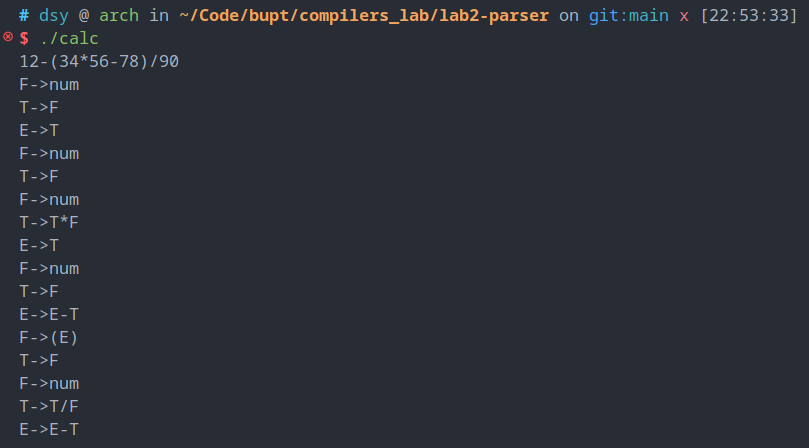 # dsy @ arch in ~/Code/bupt/compilers_lab/lab2-parser on git:main x [22:53:33]
$ ./calc
12-(34*56-78)/90
F->num
T->F
E->T
F->num
T->F
F->num
T->T*F
E->T
F->num
T->F
E->E-T
F->(E)
T->F
F->num
T->T/F
E->E-T